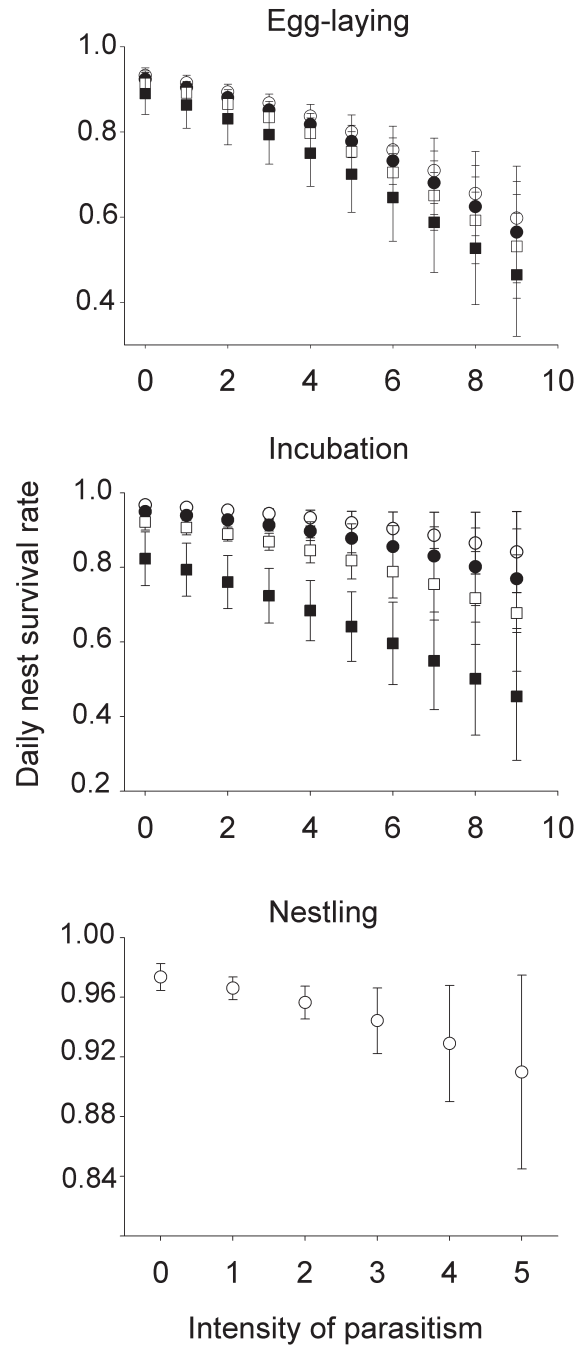 Egg-laying
1.0
0.8
0.6
0.4
0 2 4 6 8 10
Incubation
Daily nest survival rate
1.0
0.8
0.6
0.4
0.2
0 2 4 6 8 10
Nestling
1.00
0.96
0.92
0.88
0.84
0 1 2 3 4 5
Intensity of parasitism